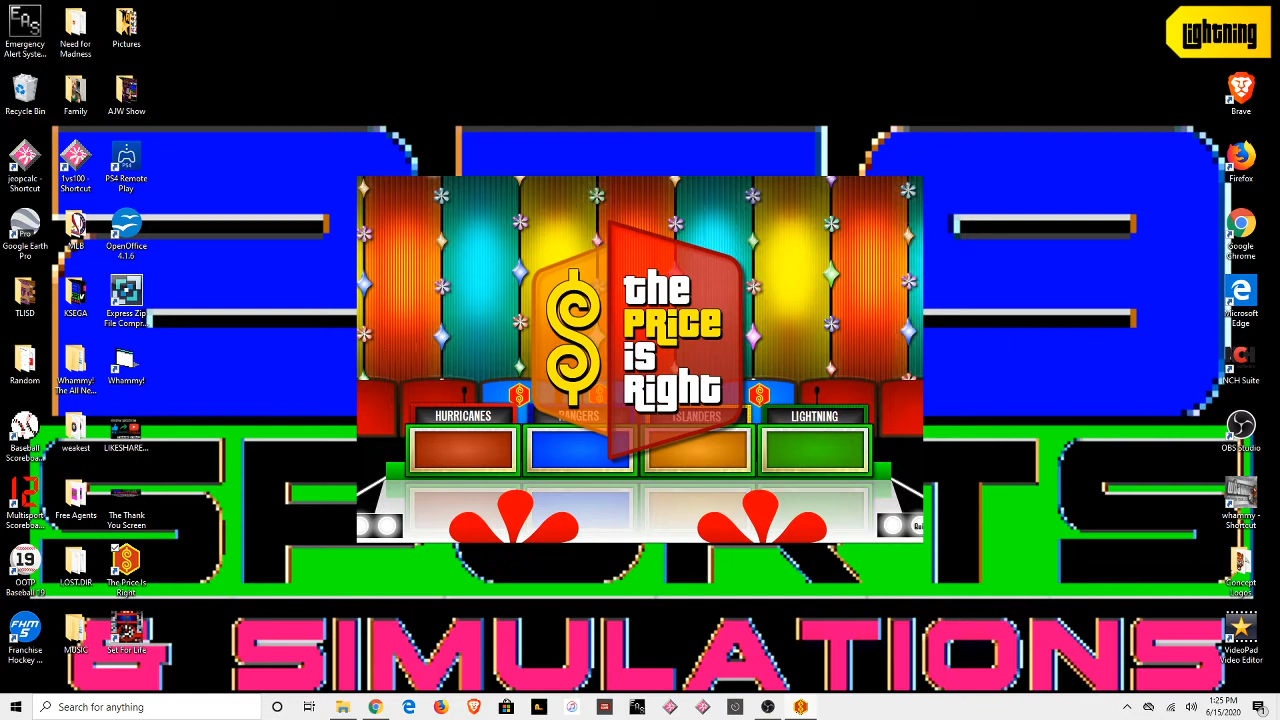 Emergency
Alert Syste...
Need for
Madness
Pictures
Lightning
Recycle Bin
Family
AJW Show
Brave
jeopcalc -
Shortcut
1vs100 -
Shortcut
PS4 Remote
Play
Firefox
Google Earth
Pro
MLB
OpenOffice
4.1.6
Google
Chrome
TLISD
KSEGA
Express Zip
File Compr...
Microsoft
Edge
Random
Whammy!
The All Ne...
Whammy!
NCH Suite
the
PRice
is
Right
HURRICANES
RANGERS
ISLANDERS
LIGHTNING
Baseball
Scoreboa...
weakest
LIKESHARE...
OBS Studio
Multisport
Scoreboa...
Free Agents
The Thank
You Screen
whammy -
Shortcut
SPORTS
OOTP
Baseball 19
LOST.DIR
The Price Is
Right
Concept
Logos
Franchise
Hockey ...
MUSIC
Set For Life
VideoPad
Video Editor
& SIMULATIONS
Search for anything
1:25 PM
6/15/2020